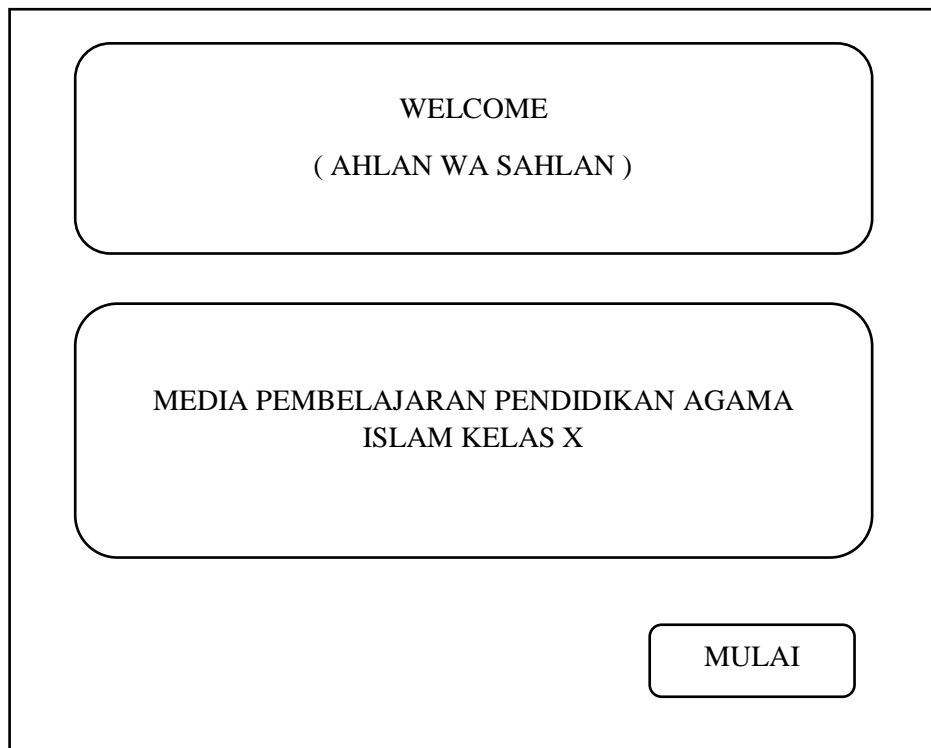 WELCOME
( AHLAN WA SAHLAN )
MEDIA PEMBELAJARAN PENDIDIKAN AGAMA
ISLAM KELAS X
MULAI